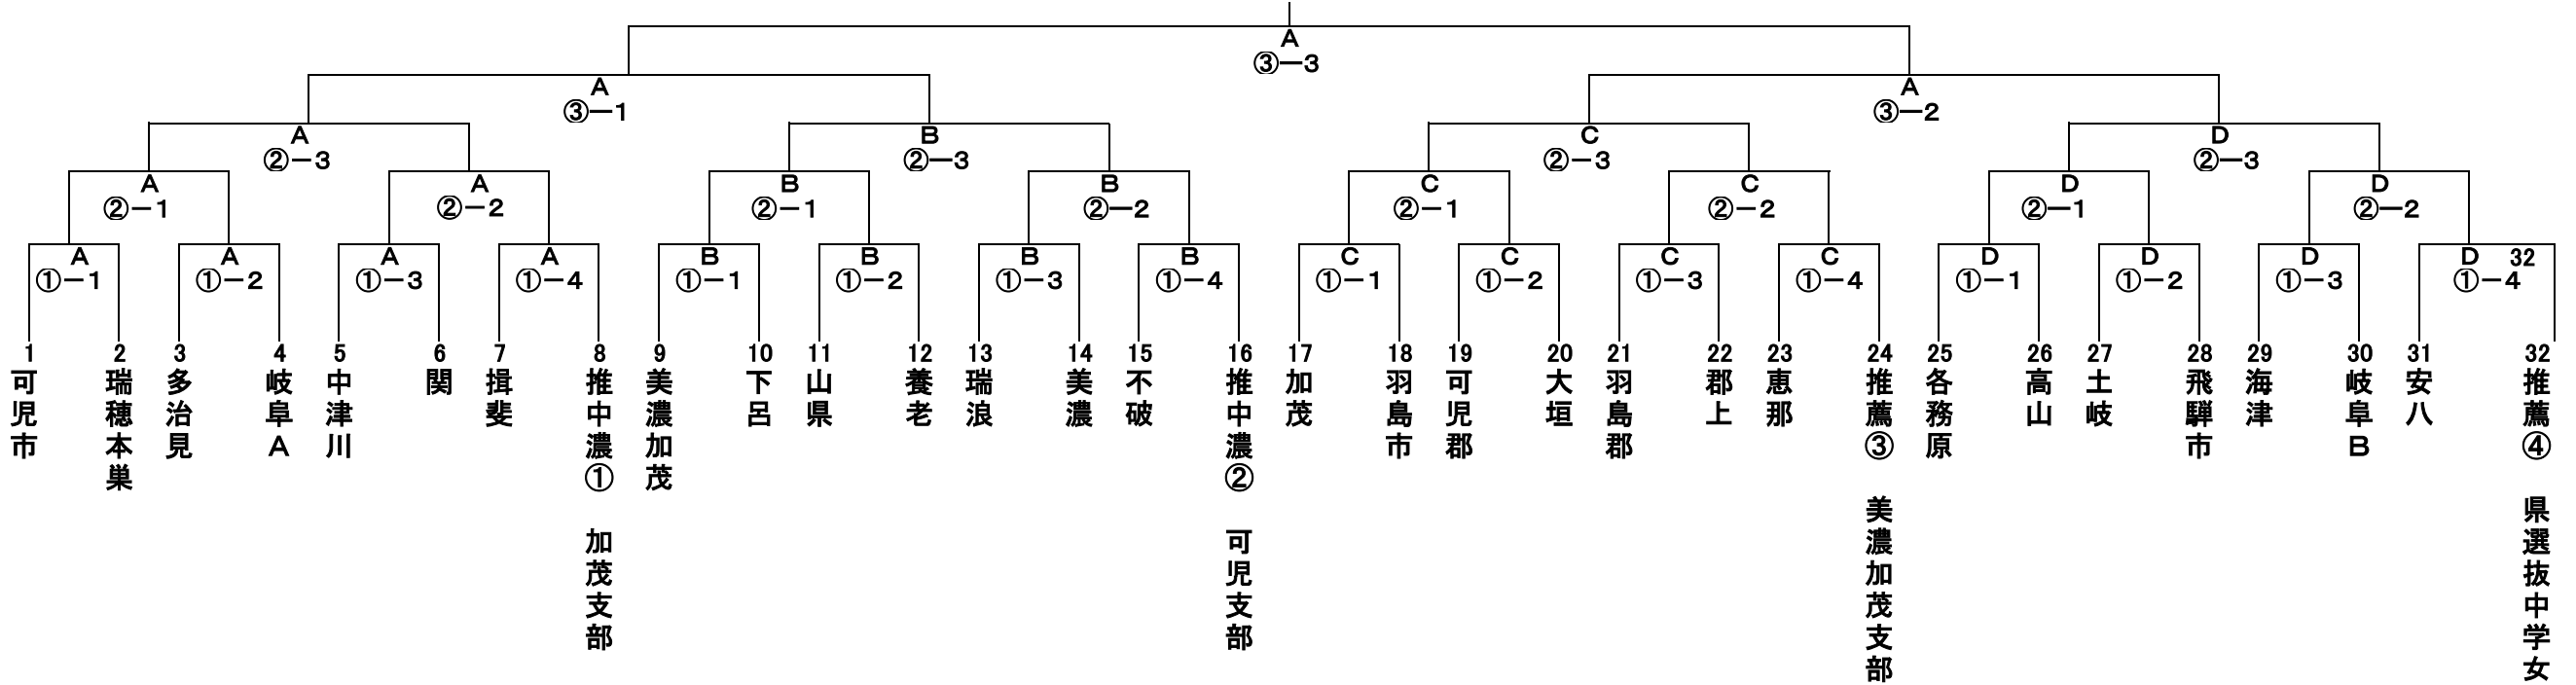 A
③－3
A
③－1
A
③－2
A
②－3
B
②－3
C
②－3
D
②－3
A
②－1
A
②－2
B
②－1
B
②－2
C
②－1
C
②－2
D
②－1
D
②－2
A
①－1
A
①－2
A
①－3
A
①－4
B
①－1
B
①－2
B
①－3
B
①－4
C
①－1
C
①－2
C
①－3
C
①－4
D
①－1
D
①－2
D
①－3
D 32
①－4
1
可児市
2
瑞穂本巣
3
多治見
4
岐阜A
5
中津川
6
関
7
揖斐
8
推中濃① 加茂支部
9
美濃加茂
10
下呂
11
山県
12
養老
13
瑞浪
14
美濃
15
不破
16
推中濃② 可児支部
17
加茂
18
羽島市
19
可児郡
20
大垣
21
羽島郡
22
郡上
23
恵那
24
推薦③ 美濃加茂支部
25
各務原
26
高山
27
土岐
28
飛騨市
29
海津
30
岐阜B
31
安八
32
推薦④ 県選抜中学女